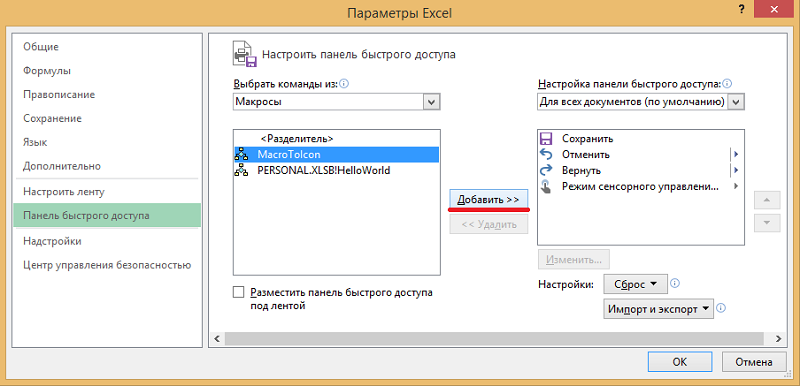 Параметры Excel
?
Общие
Формулы
Правописание
Сохранение
Язык
Дополнительно
Настроить ленту
Панель быстрого доступа
Надстройки
Центр управления безопасностью
Настроить панель быстрого доступа
Выбрать команды из:
Макросы
<Разделитель>
MacroToIcon
PERSONAL.XLSB!HelloWorld
Разместить панель быстрого доступа
под лентой
Добавить >>
<< Удалить
Настройка панели быстрого доступа:
Для всех документов (по умолчанию)
Сохранить
Отменить
Вернуть
Режим сенсорного управлени...
Изменить...
Настройки:
Сброс
Импорт и экспорт
ОК
Отмена